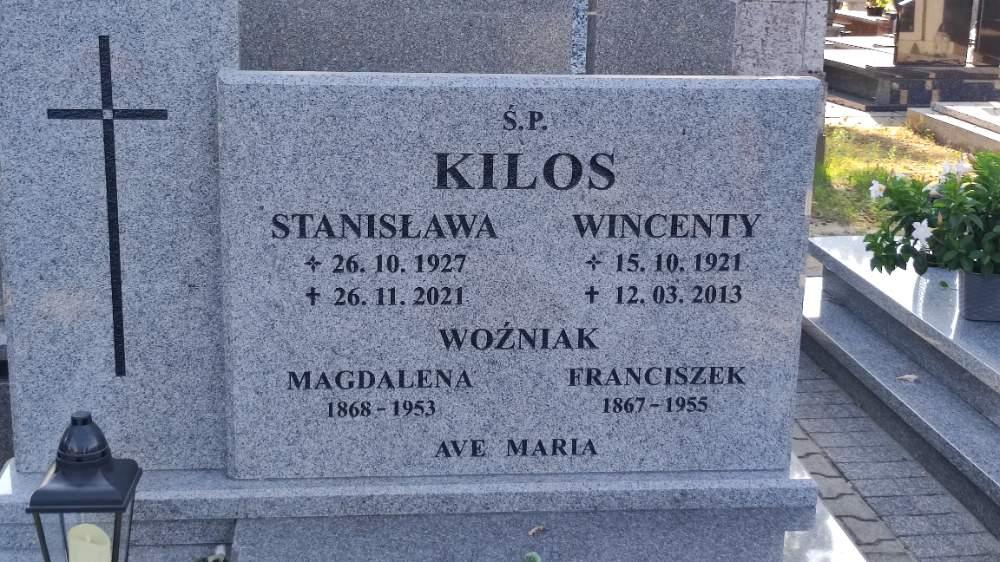 Ś.P.
KILOS
STANISŁAWA WINCENTY
✧ 26. 10. 1927 ✧ 15. 10. 1921
✝ 26. 11. 2021 ✝ 12. 03. 2013
WOŹNIAK
MAGDALENA FRANCISZEK
1868 - 1953 1867 - 1955
AVE MARIA